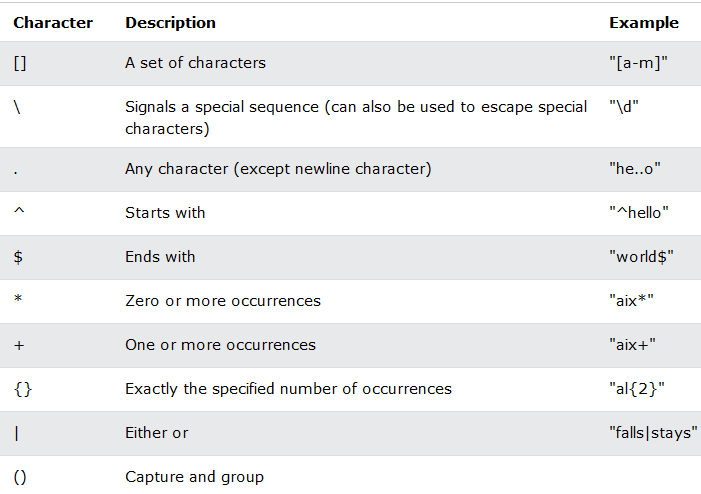 Character Description Example
[] A set of characters "[a-m]"
\ Signals a special sequence (can also be used to escape special "\d"
characters)
. Any character (except newline character) "he..o"
^ Starts with "^hello"
$ Ends with "world$"
* Zero or more occurrences "aix*"
+ One or more occurrences "aix+"
{} Exactly the specified number of occurrences "al{2}"
| Either or "falls|stays"
() Capture and group